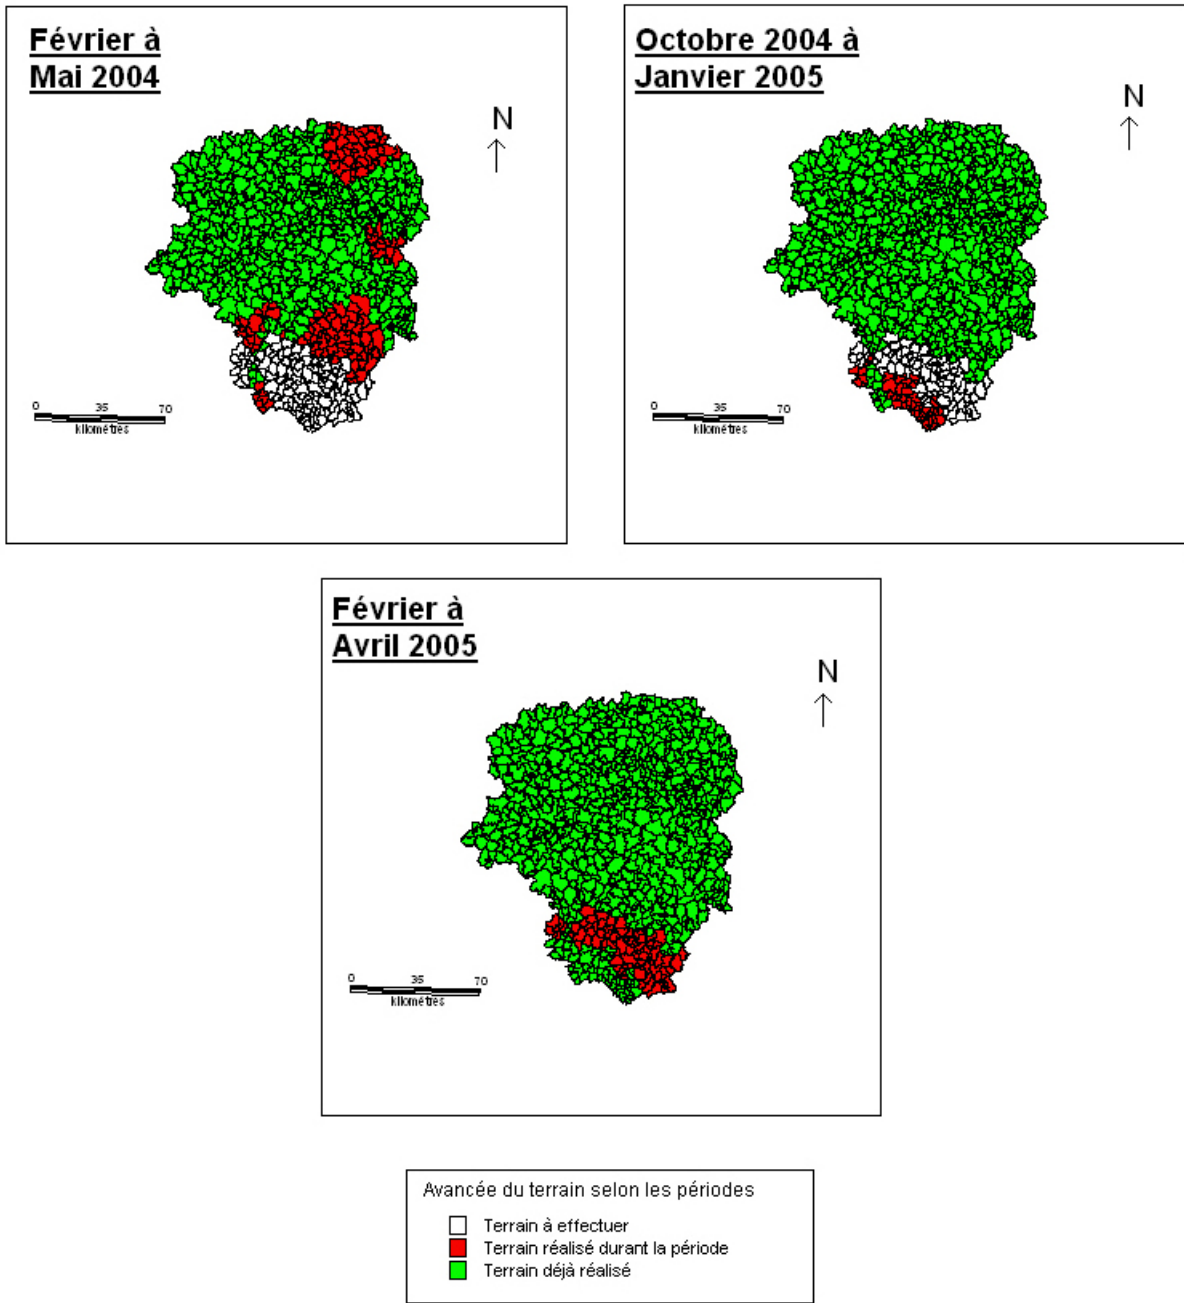 Février à
Mai 2004
N
0 35 70
kilomètres
Octobre 2004 à
Janvier 2005
N
0 35 70
kilomètres
Février à
Avril 2005
N
0 35 70
kilomètres
Avancée du terrain selon les périodes
Terrain à effectuer
Terrain réalisé durant la période
Terrain déjà réalisé